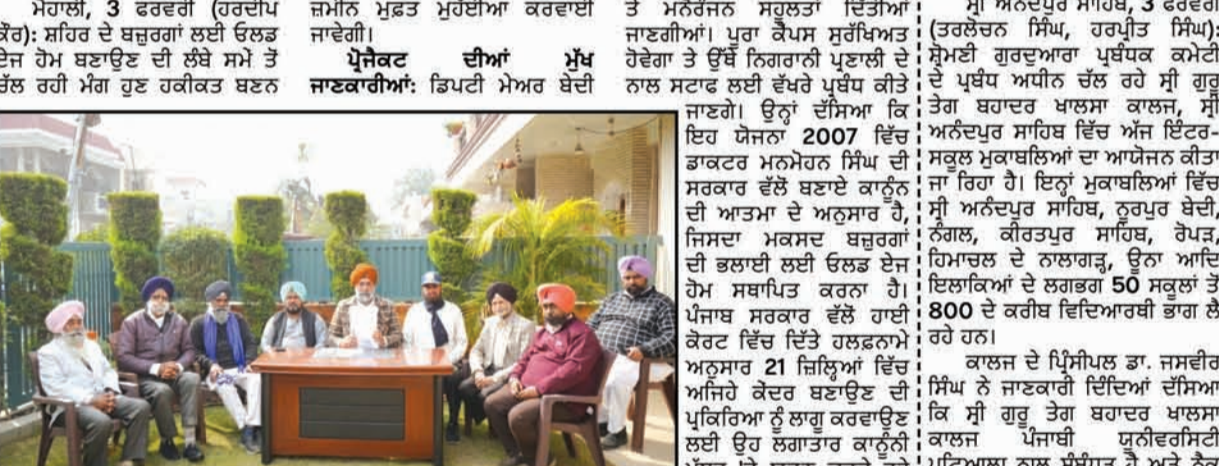 ਮੋਹਾਲੀ, 3 ਫਰਵਰੀ (ਹਰਦੀਪ
ਕੌਰ): ਸ਼ਹਿਰ ਦੇ ਬਜ਼ੁਰਗਾਂ ਲਈ ਓਲਡ
ਏਜ ਹੋਮ ਬਣਾਉਣ ਦੀ ਲੰਬੇ ਸਮੇਂ ਤੋਂ
ਚੱਲ ਰਹੀ ਮੰਗ ਹੁਣ ਹਕੀਕਤ ਬਣਨ
ਜ਼ਮੀਨ ਮੁਫ਼ਤ ਮੁਹੱਈਆ ਕਰਵਾਈ
ਜਾਵੇਗੀ।
ਪ੍ਰੋਜੈਕਟ ਦੀਆਂ ਮੁੱਖ
ਜਾਣਕਾਰੀਆਂ: ਡਿਪਟੀ ਮੇਅਰ ਬੇਦੀ
ਤੇ ਮਨੋਰੰਜਨ ਸਹੂਲਤਾਂ ਦਿੱਤੀਆਂ
ਜਾਣਗੀਆਂ। ਪੂਰਾ ਕੈਂਪਸ ਸੁਰੱਖਿਅਤ
ਹੋਵੇਗਾ ਤੇ ਉੱਥੇ ਨਿਗਰਾਨੀ ਪ੍ਰਣਾਲੀ ਦੇ
ਨਾਲ ਸਟਾਫ ਲਈ ਵੱਖਰੇ ਪ੍ਰਬੰਧ ਕੀਤੇ
ਜਾਣਗੇ। ਉਨ੍ਹਾਂ ਦੱਸਿਆ ਕਿ
ਇਹ ਯੋਜਨਾ 2007 ਵਿੱਚ
ਡਾਕਟਰ ਮਨਮੋਹਨ ਸਿੰਘ ਦੀ
ਸਰਕਾਰ ਵੱਲੋਂ ਬਣਾਏ ਕਾਨੂੰਨ
ਦੀ ਆਤਮਾ ਦੇ ਅਨੁਸਾਰ ਹੈ,
ਜਿਸਦਾ ਮਕਸਦ ਬਜ਼ੁਰਗਾਂ
ਦੀ ਭਲਾਈ ਲਈ ਓਲਡ ਏਜ
ਹੋਮ ਸਥਾਪਿਤ ਕਰਨਾ ਹੈ।
ਪੰਜਾਬ ਸਰਕਾਰ ਵੱਲੋਂ ਹਾਈ
ਕੋਰਟ ਵਿੱਚ ਦਿੱਤੇ ਹਲਫ਼ਨਾਮੇ
ਅਨੁਸਾਰ 21 ਜ਼ਿਲ੍ਹਿਆਂ ਵਿੱਚ
ਅਜਿਹੇ ਕੇਂਦਰ ਬਣਾਉਣ ਦੀ
ਪ੍ਰਕਿਰਿਆ ਨੂੰ ਲਾਗੂ ਕਰਵਾਉਣ
ਲਈ ਉਹ ਲਗਾਤਾਰ ਕਾਨੂੰਨੀ
ਸ੍ਰੀ ਅਨੰਦਪੁਰ ਸਾਹਿਬ, 3 ਫਰਵਰੀ
(ਤਰਲੋਚਨ ਸਿੰਘ, ਹਰਪ੍ਰੀਤ ਸਿੰਘ):
ਸ਼੍ਰੋਮਣੀ ਗੁਰਦੁਆਰਾ ਪ੍ਰਬੰਧਕ ਕਮੇਟੀ
ਦੇ ਪ੍ਰਬੰਧ ਅਧੀਨ ਚੱਲ ਰਹੇ ਸ੍ਰੀ ਗੁਰੂ
ਤੇਗ ਬਹਾਦਰ ਖਾਲਸਾ ਕਾਲਜ, ਸ੍ਰੀ
ਅਨੰਦਪੁਰ ਸਾਹਿਬ ਵਿੱਚ ਅੱਜ ਇੰਟਰ-
ਸਕੂਲ ਮੁਕਾਬਲਿਆਂ ਦਾ ਆਯੋਜਨ ਕੀਤਾ
ਜਾ ਰਿਹਾ ਹੈ। ਇਨ੍ਹਾਂ ਮੁਕਾਬਲਿਆਂ ਵਿੱਚ
ਸ੍ਰੀ ਅਨੰਦਪੁਰ ਸਾਹਿਬ, ਨੂਰਪੁਰ ਬੇਦੀ,
ਨੰਗਲ, ਕੀਰਤਪੁਰ ਸਾਹਿਬ, ਰੋਪੜ,
ਹਿਮਾਚਲ ਦੇ ਨਾਲਾਗੜ੍ਹ, ਊਨਾ ਆਦਿ
ਇਲਾਕਿਆਂ ਦੇ ਲਗਭਗ 50 ਸਕੂਲਾਂ ਤੋਂ
800 ਦੇ ਕਰੀਬ ਵਿਦਿਆਰਥੀ ਭਾਗ ਲੈ
ਰਹੇ ਹਨ।
ਕਾਲਜ ਦੇ ਪ੍ਰਿੰਸੀਪਲ ਡਾ. ਜਸਵੀਰ
ਸਿੰਘ ਨੇ ਜਾਣਕਾਰੀ ਦਿੰਦਿਆਂ ਦੱਸਿਆ
ਕਿ ਸ੍ਰੀ ਗੁਰੂ ਤੇਗ ਬਹਾਦਰ ਖਾਲਸਾ
ਕਾਲਜ ਪੰਜਾਬੀ ਯੂਨੀਵਰਸਿਟੀ
ਪਟਿਆਲਾ ਨਾਲ ਸੰਬੰਧਤ ਹੈ ਅਤੇ ਨੈਕ